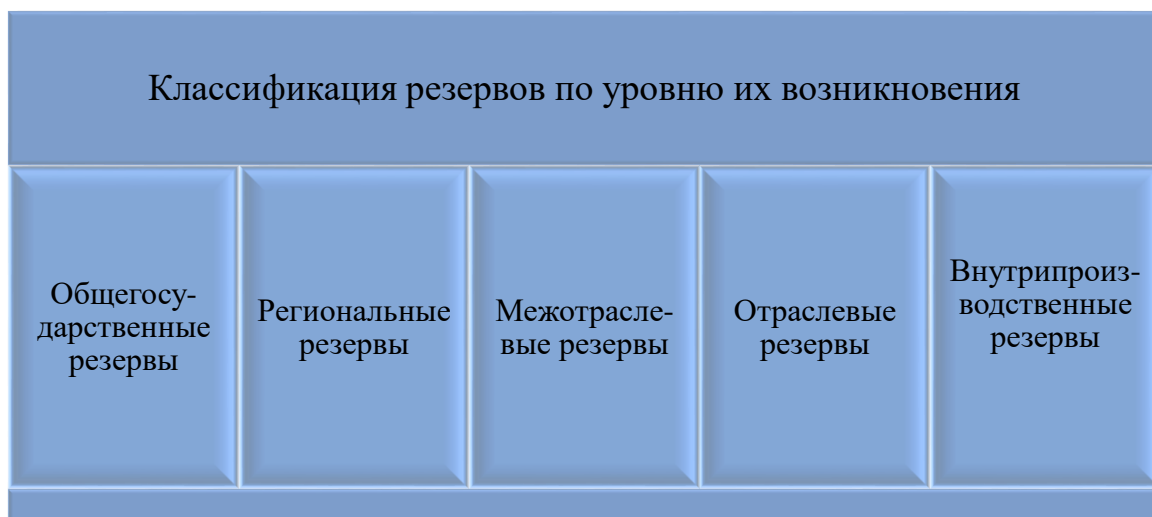 Классификация резервов по уровню их возникновения
Общегосу-
дарственные
резервы
Региональные
резервы
Межотрасле-
вые резервы
Отраслевые
резервы
Внутрипроиз-
водственные
резервы